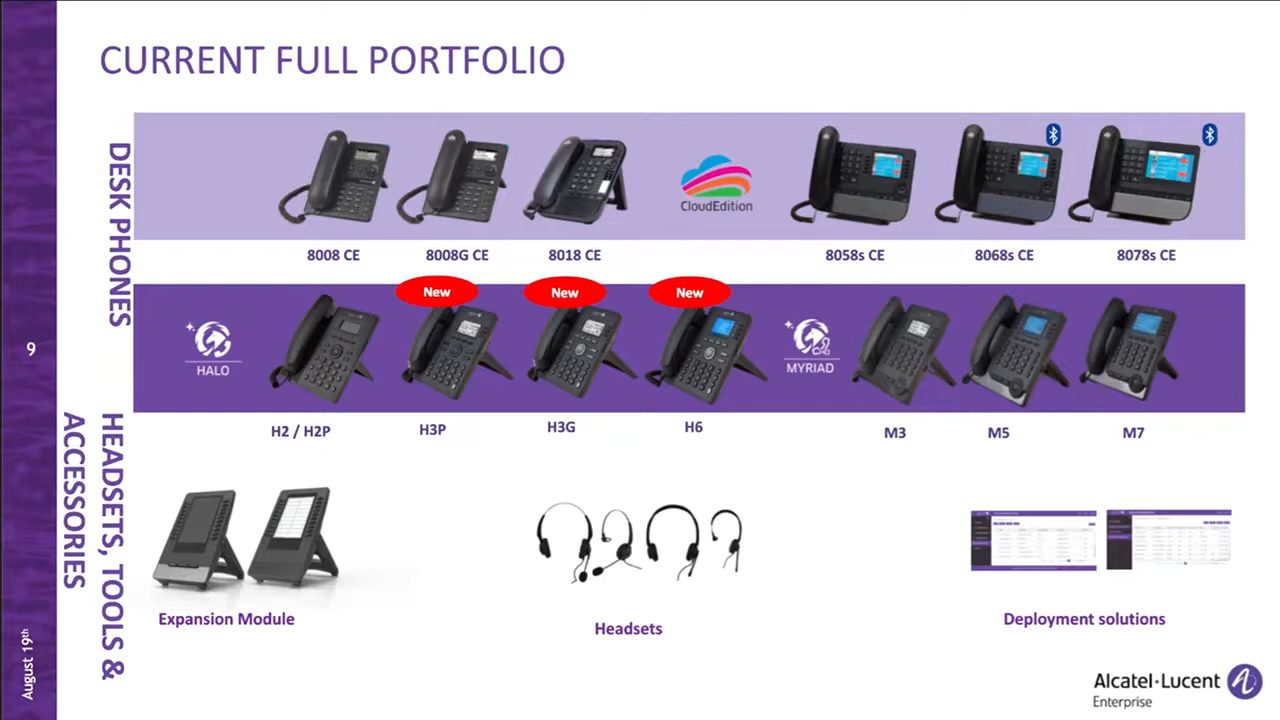 CURRENT FULL PORTFOLIO
DESK PHONES
CloudEdition
8008 CE
8008G CE
8018 CE
8058s CE
8068s CE
8078s CE
New
New
New
HALO
MYRIAD
H2 / H2P
H3P
H3G
H6
M3
M5
M7
HEADSETS, TOOLS &
ACCESSORIES
Expansion Module
Headsets
Deployment solutions
9
August 19th
Alcatel·Lucent
Enterprise